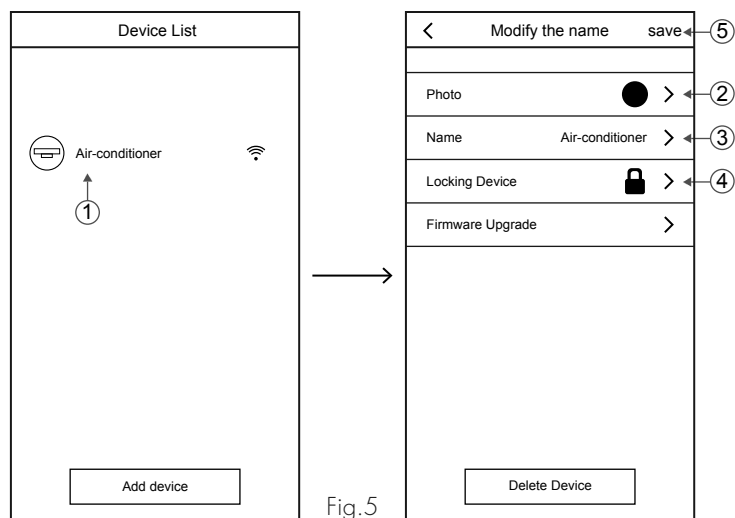 Device List
Air-conditioner
①
Add device
Fig.5
Modify the name save ⑤
Photo ②
Name Air-conditioner ③
Locking Device ④
Firmware Upgrade
Delete Device